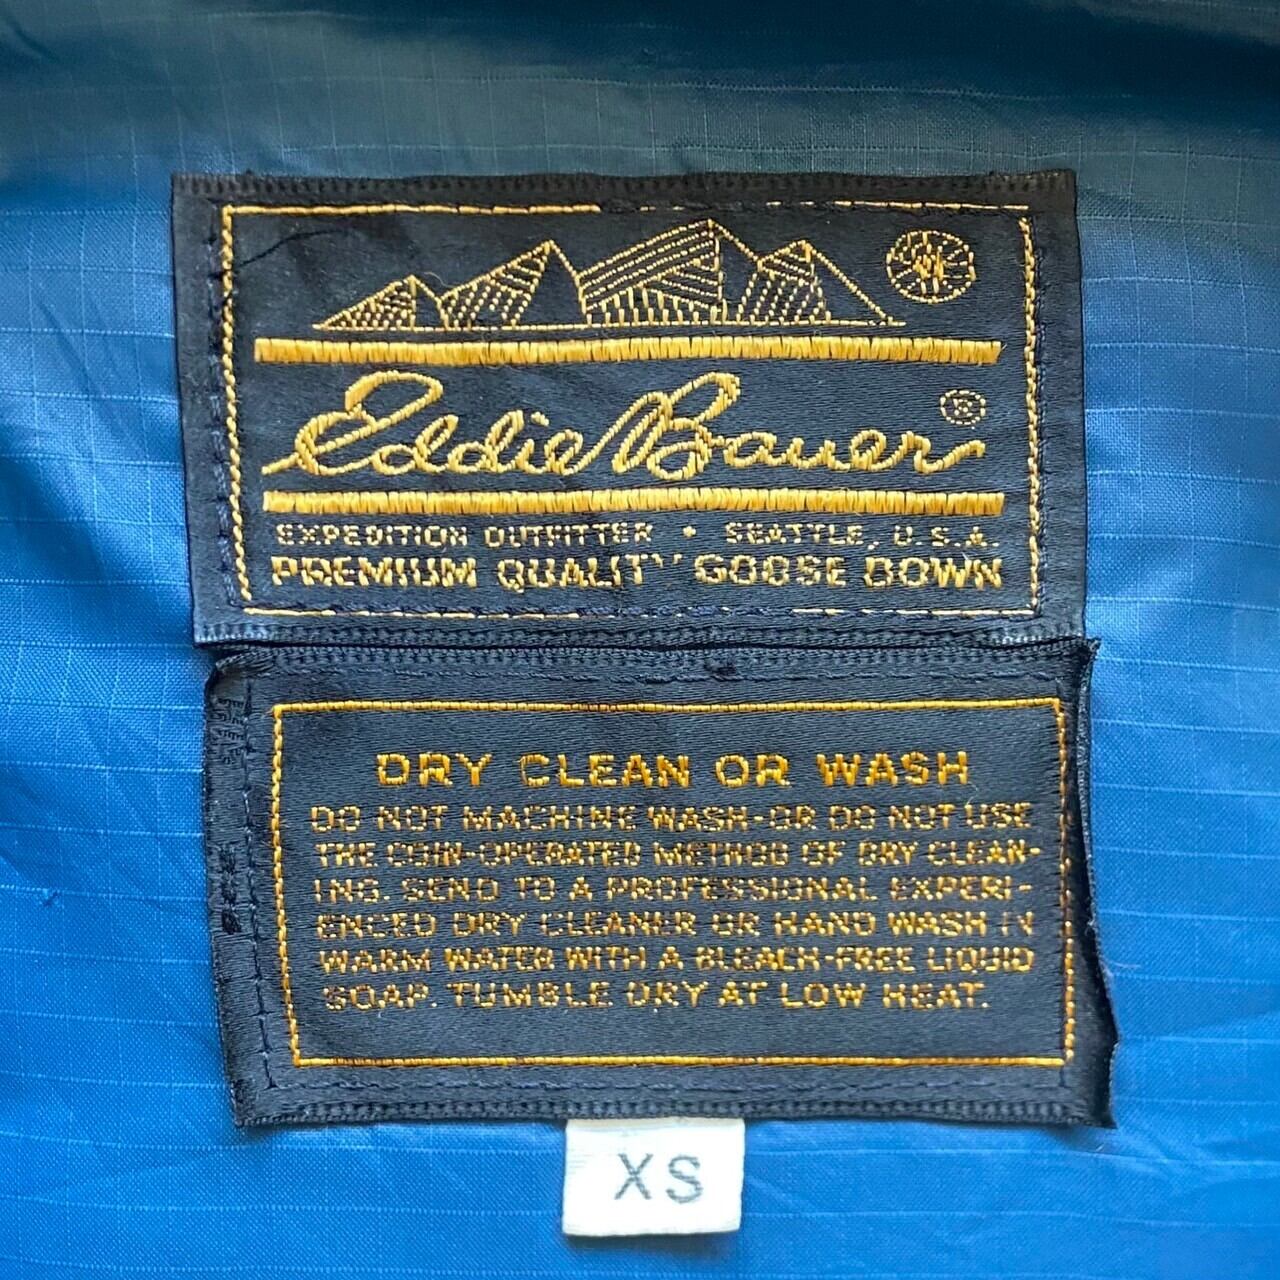 Eddie Bauer ®
EXPEDITION OUTFITTER • SEATTLE, U.S.A.
PREMIUM QUALITY GOOSE DOWN
DRY CLEAN OR WASH
DO NOT MACHINE WASH-OR DO NOT USE
THE COIN-OPERATED METHOD OF DRY CLEAN-
ING. SEND TO A PROFESSIONAL EXPERI-
ENCED DRY CLEANER OR HAND WASH IN
WARM WATER WITH A BLEACH-FREE LIQUID
SOAP. TUMBLE DRY AT LOW HEAT.
XS